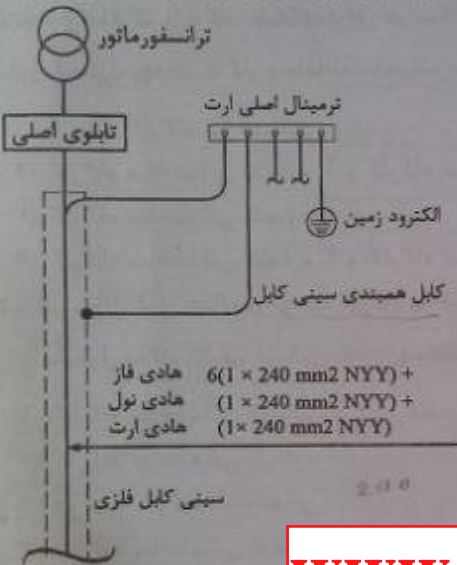 ترانسفورماتور
ترمینال اصلی ارت
تابلوی اصلی
الکترود زمین
کابل همبندی سینی کابل
هادی فاز 6(1 × 240 mm2 NYY) +
هادی نول (1 × 240 mm2 NYY) +
هادی ارت (1× 240 mm2 NYY)
سینی کابل فلزی